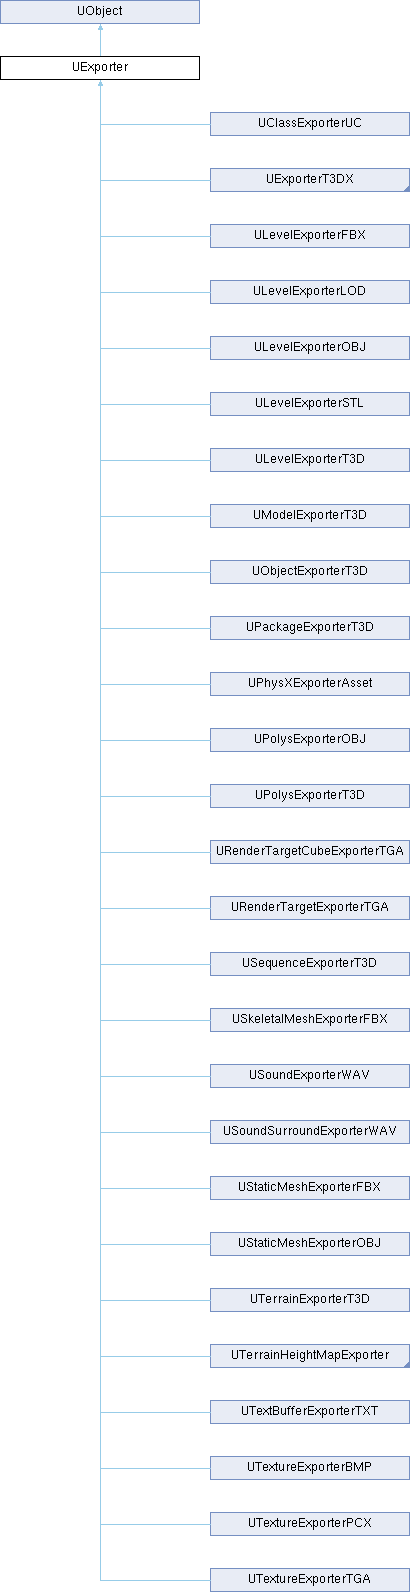 UObject
UExporter
UClassExporterUC
UExporterT3DX
ULevelExporterFBX
ULevelExporterLOD
ULevelExporterOBJ
ULevelExporterSTL
ULevelExporterT3D
UModelExporterT3D
UObjectExporterT3D
UPackageExporterT3D
UPhysXExporterAsset
UPolysExporterOBJ
UPolysExporterT3D
URenderTargetCubeExporterTGA
URenderTargetExporterTGA
USequenceExporterT3D
USkeletalMeshExporterFBX
USoundExporterWAV
USoundSurroundExporterWAV
UStaticMeshExporterFBX
UStaticMeshExporterOBJ
UTerrainExporterT3D
UTerrainHeightMapExporter
UTextBufferExporterTXT
UTextureExporterBMP
UTextureExporterPCX
UTextureExporterTGA